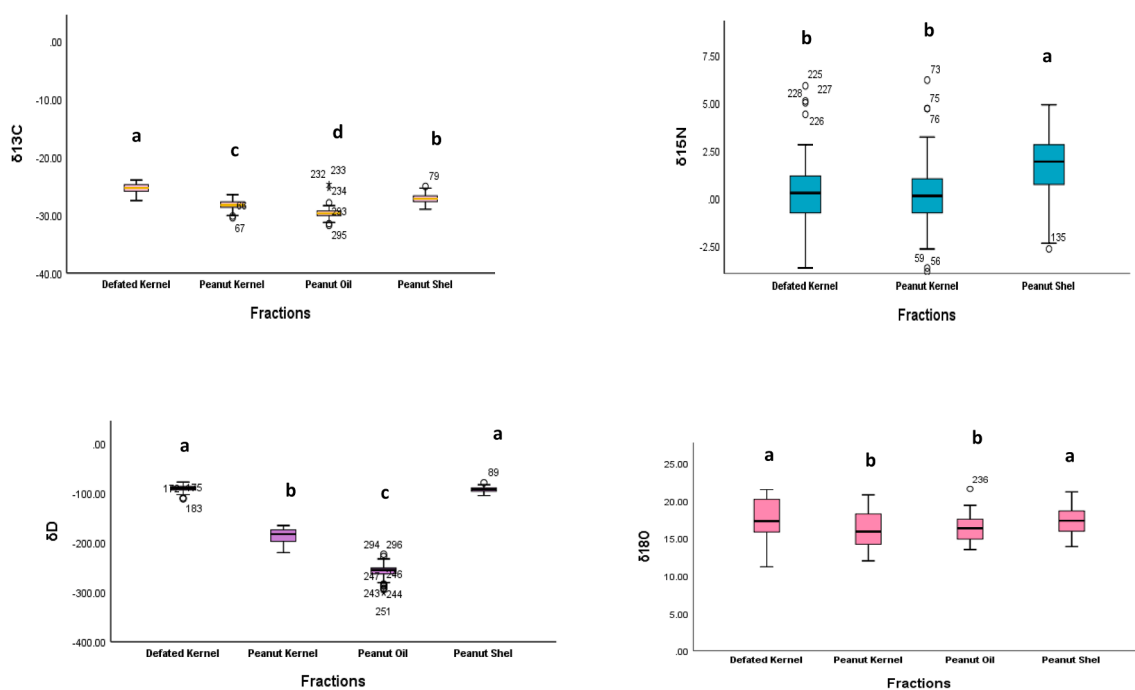 .00
-10.00
-20.00
-30.00
-40.00
δ13C
a
c
d
b
232 233
234
293
295
66
67
79
Defated Kernel Peanut Kernel Peanut Oil Peanut Shel
Fractions
7.50
5.00
2.50
.00
-2.50
δ15N
b
b
a
225
228 227
226
73
75
76
59 56
135
Defated Kernel Peanut Kernel Peanut Shel
Fractions
.00
-100.00
-200.00
-300.00
-400.00
δD
a
b
c
a
175
183
294 296
247 246
243 244
251
89
Defated Kernel Peanut Kernel Peanut Oil Peanut Shel
Fractions
25.00
20.00
15.00
10.00
5.00
.00
δ18O
a
b
b
a
236
Defated Kernel Peanut Kernel Peanut Oil Peanut Shel
Fractions